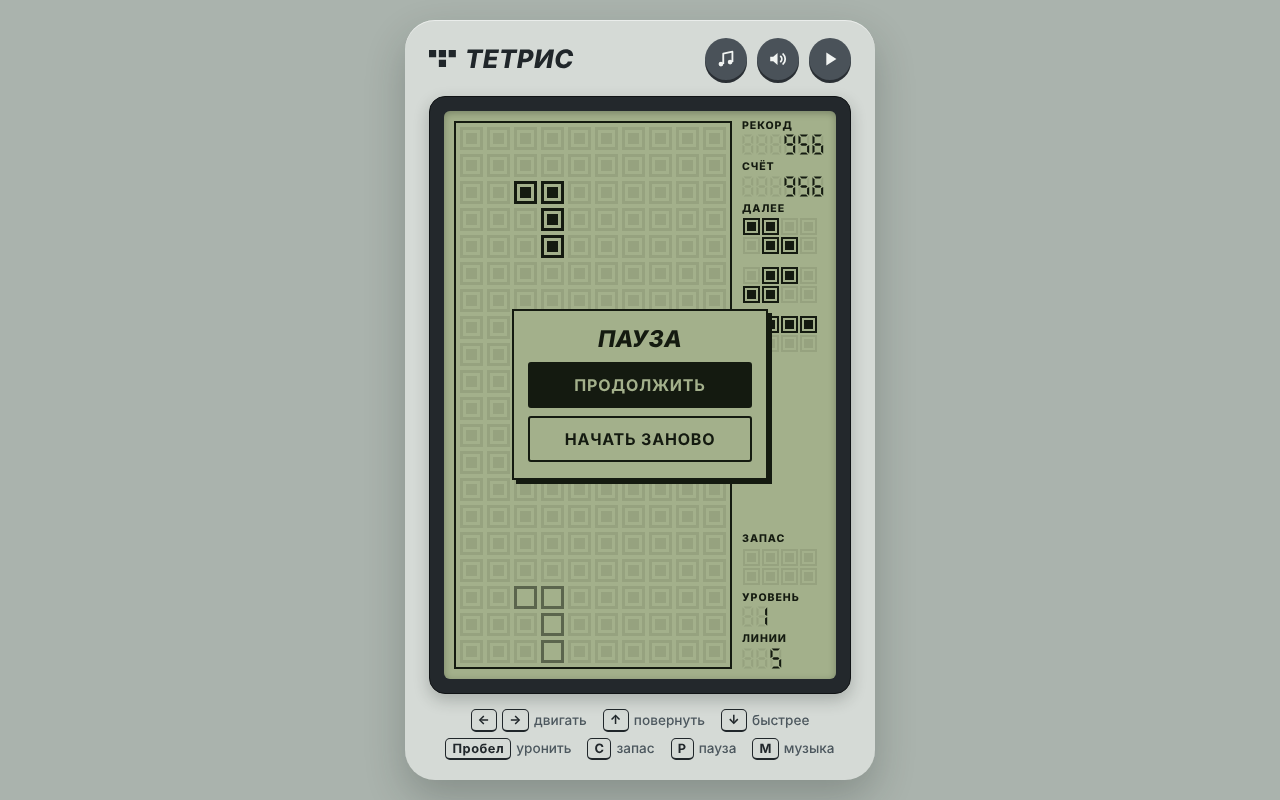 ТЕТРИС
РЕКОРД
956
СЧЁТ
956
ДАЛЕЕ
ПАУЗА
ПРОДОЛЖИТЬ
НАЧАТЬ ЗАНОВО
ЗАПАС
УРОВЕНЬ
1
ЛИНИИ
5
← → двигать ↑ повернуть ↓ быстрее
Пробел уронить C запас P пауза M музыка